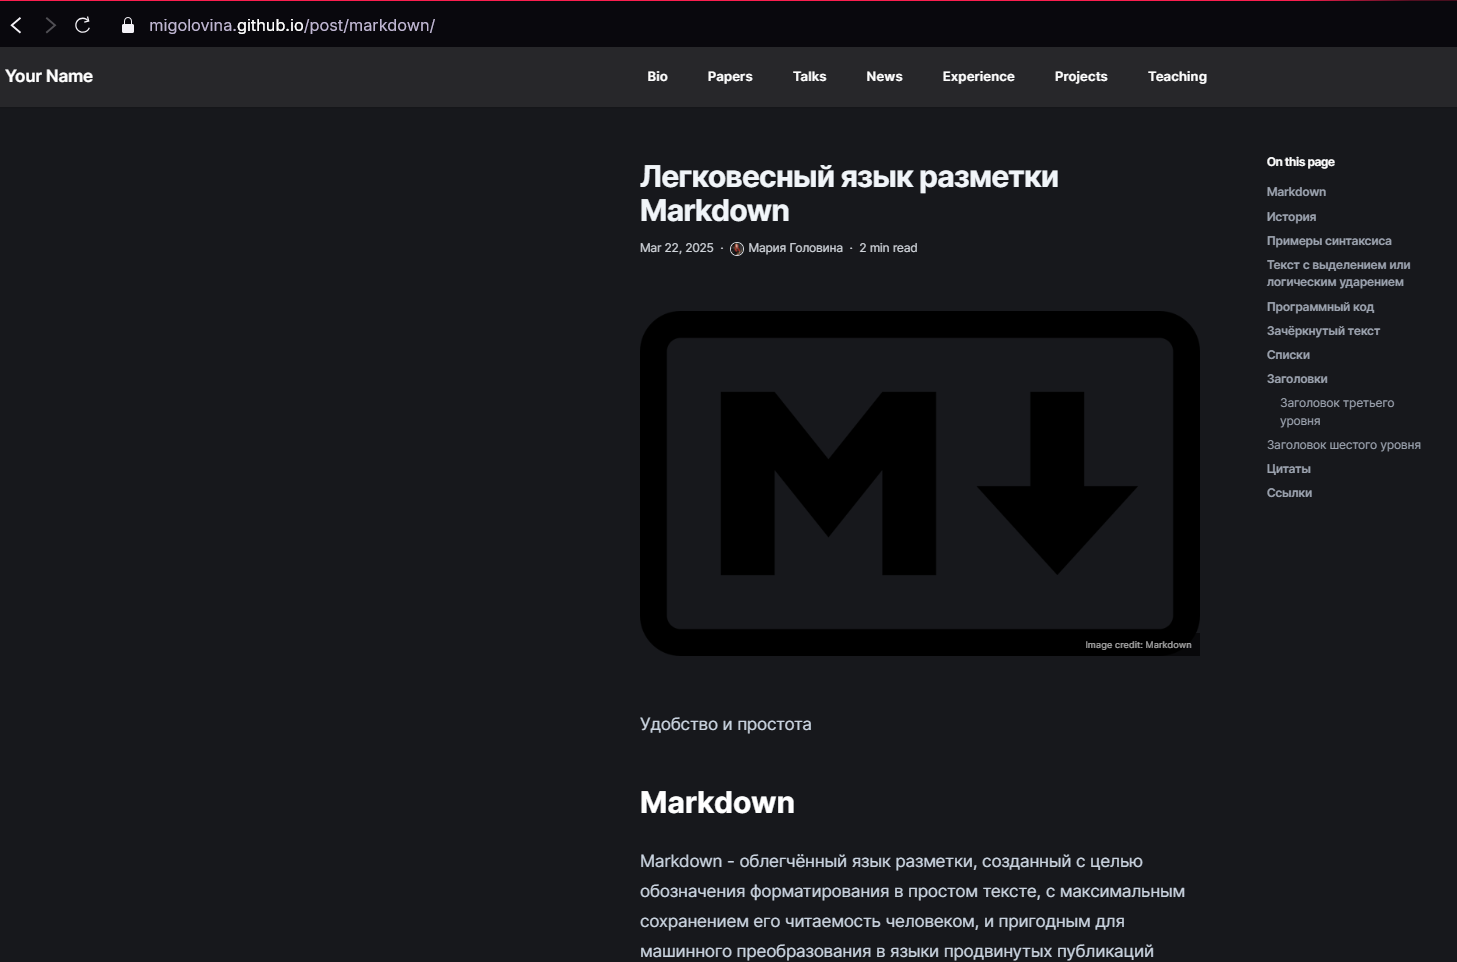 migolovina.github.io/post/markdown/
Your Name
Bio Papers Talks News Experience Projects Teaching
Легковесный язык разметки
Markdown
Mar 22, 2025 · Мария Головина · 2 min read
M
Image credit: Markdown
Удобство и простота
Markdown
Markdown - облегчённый язык разметки, созданный с целью
обозначения форматирования в простом тексте, с максимальным
сохранением его читаемость человеком, и пригодным для
машинного преобразования в языки продвинутых публикаций
On this page
Markdown
История
Примеры синтаксиса
Текст с выделением или
логическим ударением
Программный код
Зачёркнутый текст
Списки
Заголовки
Заголовок третьего
уровня
Заголовок шестого уровня
Цитаты
Ссылки